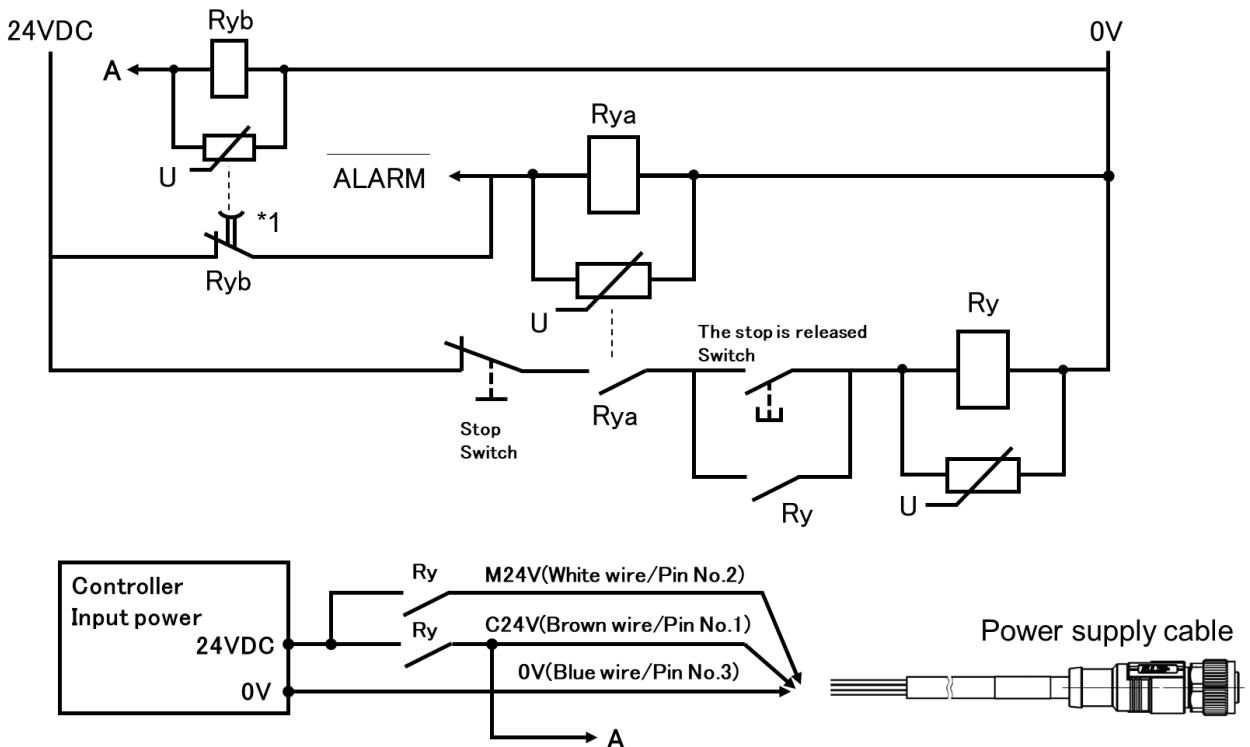 24VDC
Ryb
0V
A
Rya
U
ALARM
*1
Ryb
U
The stop is released
Switch
Ry
Stop
Switch
Rya
Ry
U
Controller
Input power
24VDC
0V
Ry
M24V(White wire/Pin No.2)
Ry
C24V(Brown wire/Pin No.1)
0V(Blue wire/Pin No.3)
A
Power supply cable